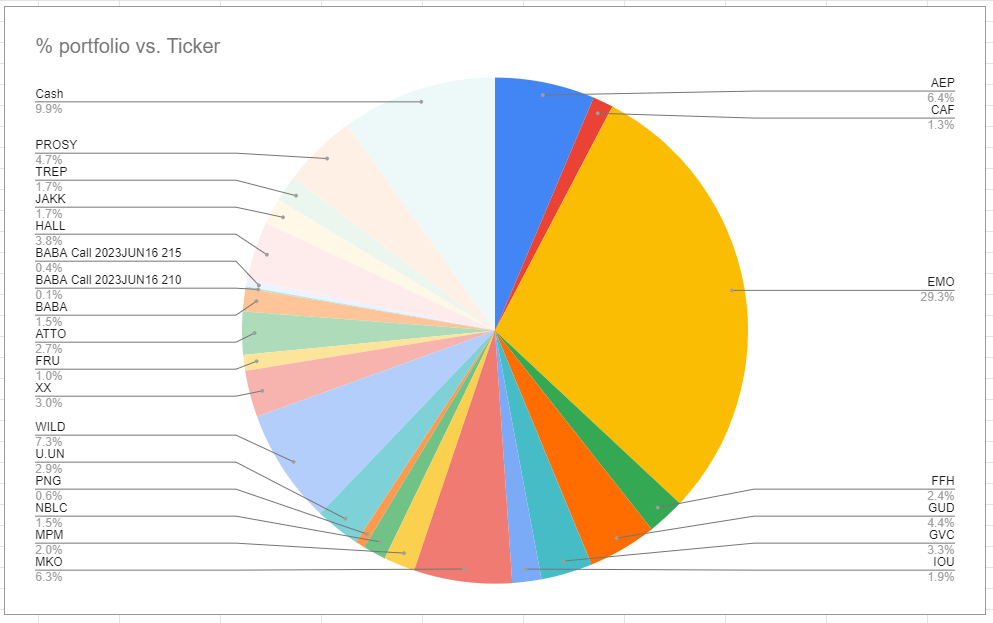 % portfolio vs. Ticker
Cash
9.9%
PROSY
4.7%
TREP
1.7%
JAKK
1.7%
HALL
3.8%
BABA Call 2023JUN16 215
0.4%
BABA Call 2023JUN16 210
0.1%
BABA
1.5%
ATTO
2.7%
FRU
1.0%
XX
3.0%
WILD
7.3%
U.UN
2.9%
PNG
0.6%
NBLC
1.5%
MPM
2.0%
MKO
6.3%
AEP
6.4%
CAF
1.3%
EMO
29.3%
FFH
2.4%
GUD
4.4%
GVC
3.3%
IOU
1.9%